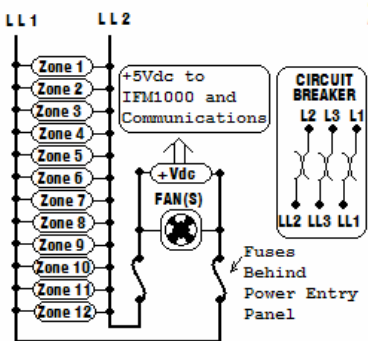 LL1 LL2
Zone 1
Zone 2
Zone 3
Zone 4
Zone 5
Zone 6
Zone 7
Zone 8
Zone 9
Zone 10
Zone 11
Zone 12
+5Vdc to
IFM1000 and
Communications
+Vdc
FAN(S)
Fuses
Behind
Power Entry
Panel
CIRCUIT
BREAKER
L2 L3 L1
LL2 LL3 LL1